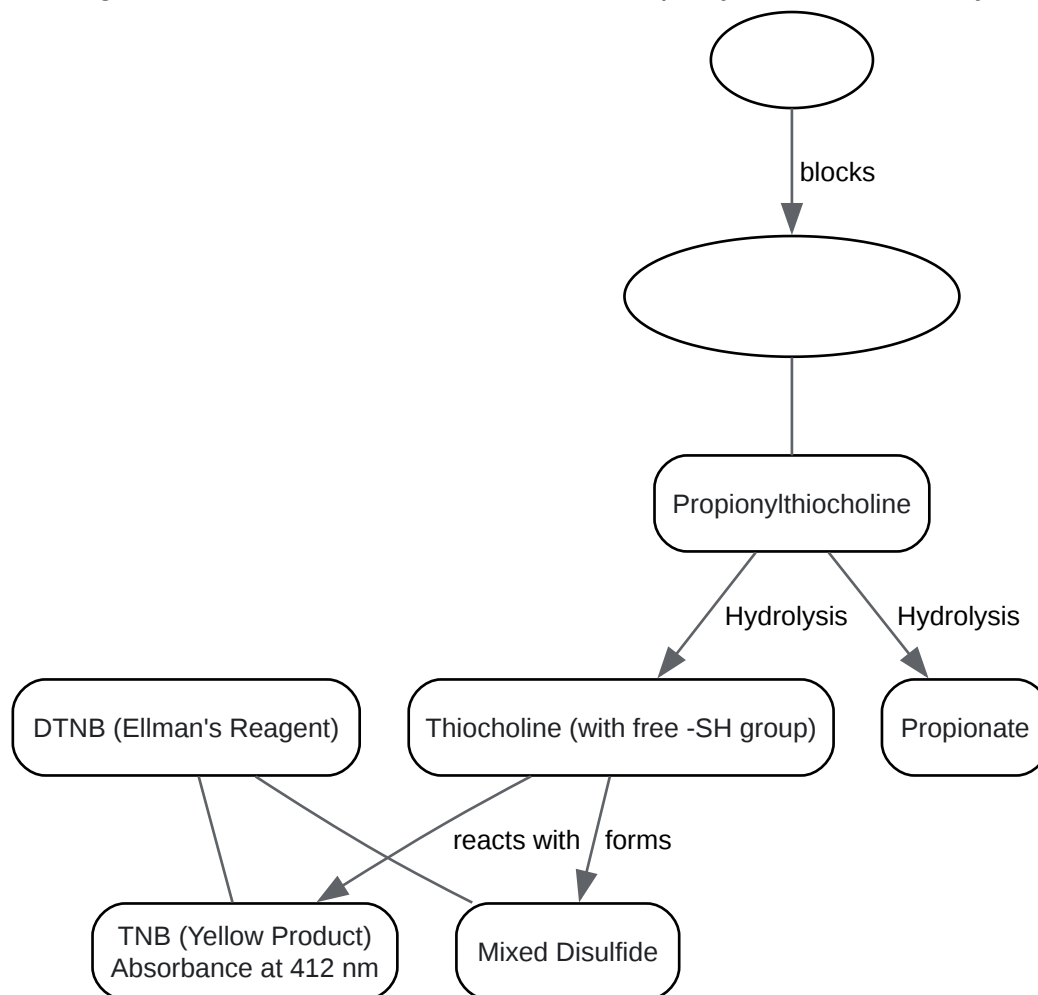 blocks
Propionylthiocholine
Hydrolysis
Hydrolysis
DTNB (Ellman's Reagent)
Thiocholine (with free -SH group)
Propionate
reacts with
forms
TNB (Yellow Product)
Absorbance at 412 nm
Mixed Disulfide